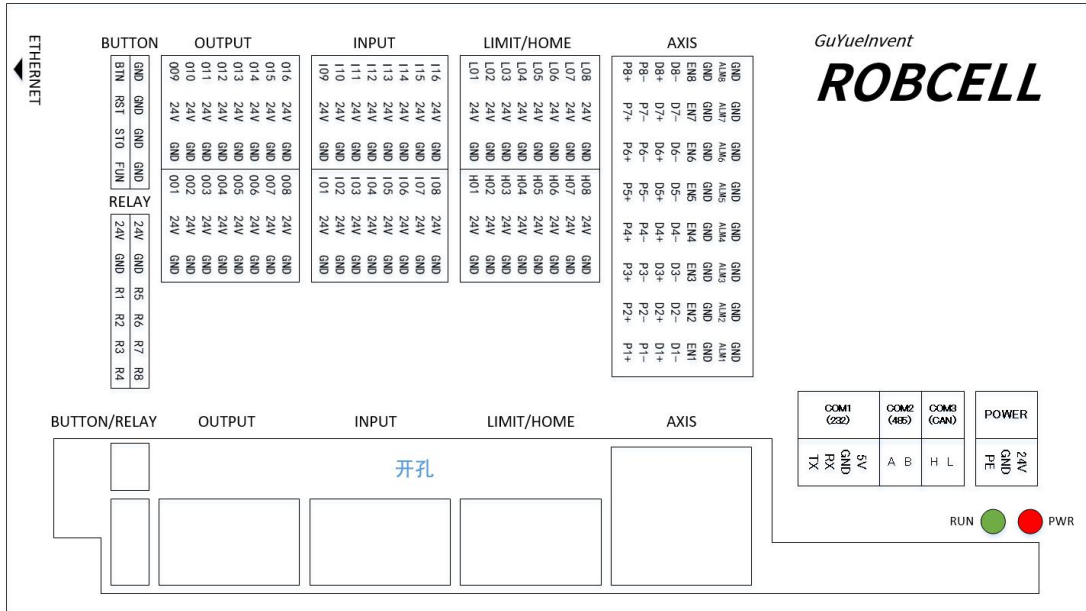 ETHERNET
BUTTON
OUTPUT
INPUT
LIMIT/HOME
AXIS
GuYueInvent
ROBCELL
BTN RST STO FUN
GND GND GND GND
RELAY
24V GND R1 R2 R3 R4
24V GND R5 R6 R7 R8
O09 O10 O11 O12 O13 O14 O15 O16
24V 24V 24V 24V 24V 24V 24V 24V
GND GND GND GND GND GND GND GND
O01 O02 O03 O04 O05 O06 O07 O08
24V 24V 24V 24V 24V 24V 24V 24V
GND GND GND GND GND GND GND GND
I09 I10 I11 I12 I13 I14 I15 I16
24V 24V 24V 24V 24V 24V 24V 24V
GND GND GND GND GND GND GND GND
I01 I02 I03 I04 I05 I06 I07 I08
24V 24V 24V 24V 24V 24V 24V 24V
GND GND GND GND GND GND GND GND
L01 L02 L03 L04 L05 L06 L07 L08
24V 24V 24V 24V 24V 24V 24V 24V
GND GND GND GND GND GND GND GND
H01 H02 H03 H04 H05 H06 H07 H08
24V 24V 24V 24V 24V 24V 24V 24V
GND GND GND GND GND GND GND GND
P8+ P8- D8+ D8- EN8 GND ALM8 GND
P7+ P7- D7+ D7- EN7 GND ALM7 GND
P6+ P6- D6+ D6- EN6 GND ALM6 GND
P5+ P5- D5+ D5- EN5 GND ALM5 GND
P4+ P4- D4+ D4- EN4 GND ALM4 GND
P3+ P3- D3+ D3- EN3 GND ALM3 GND
P2+ P2- D2+ D2- EN2 GND ALM2 GND
P1+ P1- D1+ D1- EN1 GND ALM1 GND
BUTTON/RELAY
OUTPUT
INPUT
LIMIT/HOME
AXIS
开孔
COM1
(232)
COM2
(485)
COM3
(CAN)
POWER
TX RX GND 5V
A B
H L
PE GND 24V
RUN
PWR